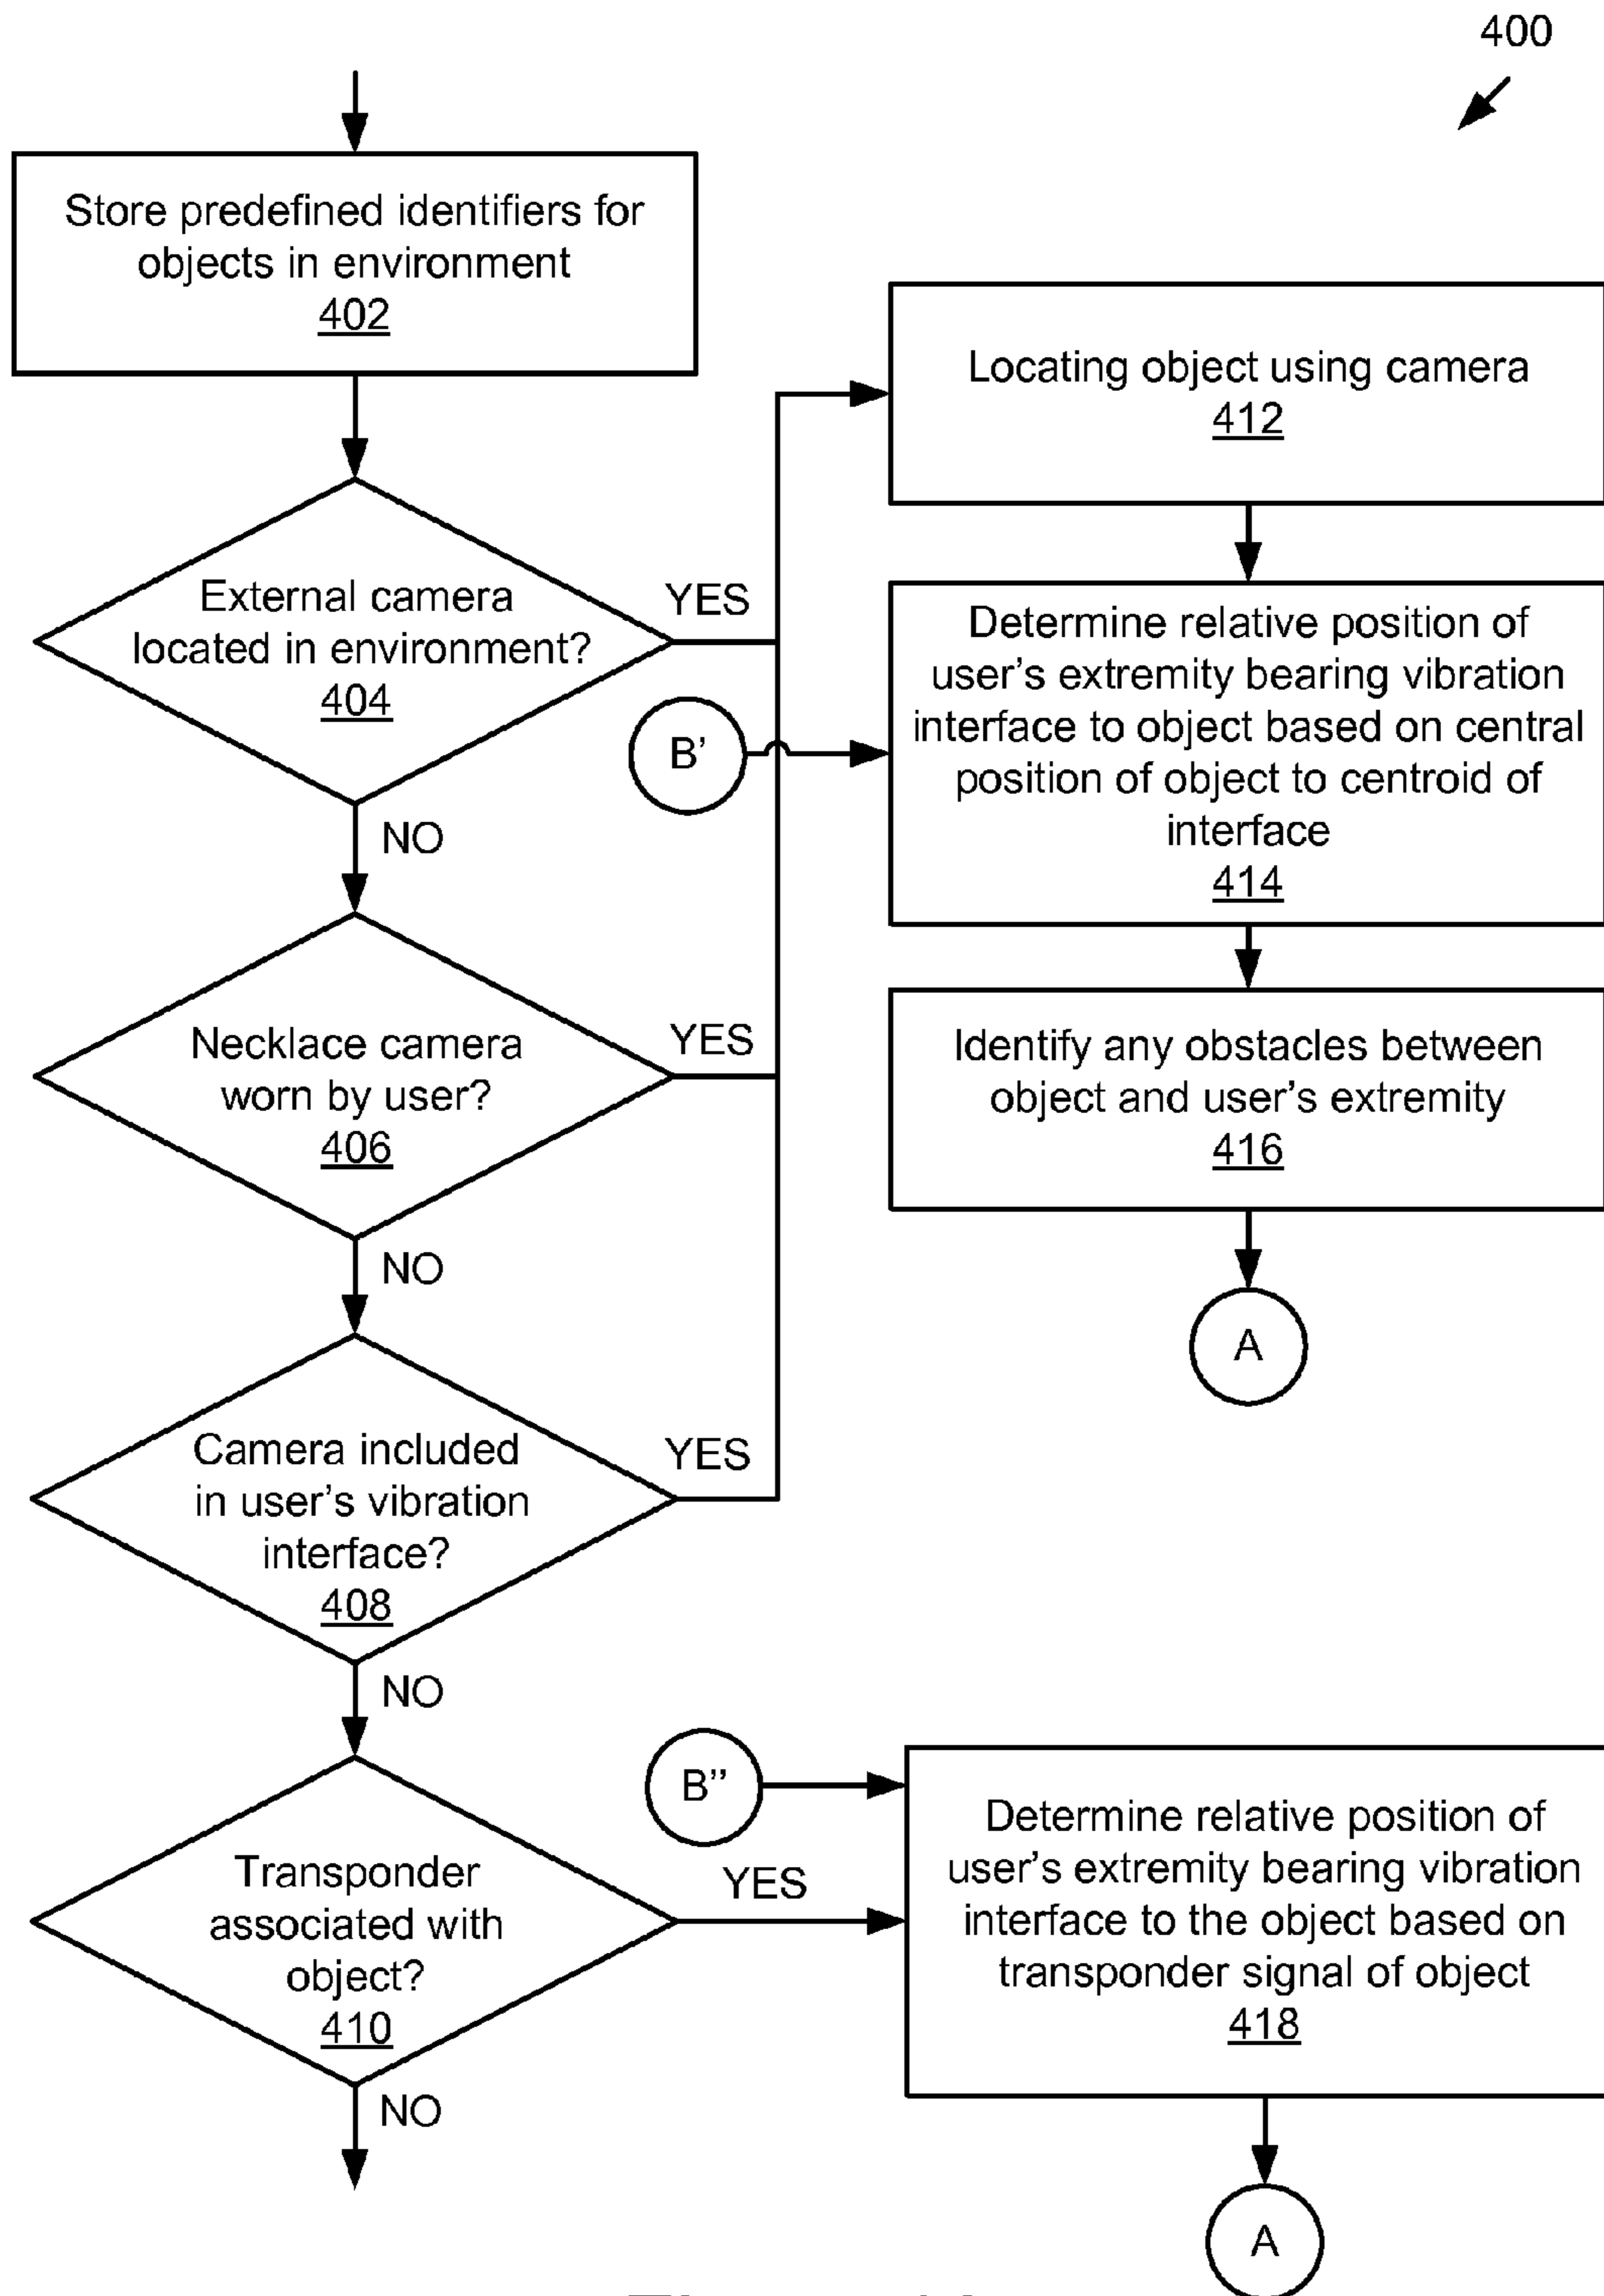 400
Store predefined identifiers for
objects in environment
402
External camera
located in environment?
404
YES
NO
Necklace camera
worn by user?
406
YES
NO
Camera included
in user's vibration
interface?
408
YES
NO
Transponder
associated with
object?
410
YES
NO
Locating object using camera
412
B'
Determine relative position of
user's extremity bearing vibration
interface to object based on central
position of object to centroid of
interface
414
Identify any obstacles between
object and user's extremity
416
A
B”
Determine relative position of
user's extremity bearing vibration
interface to the object based on
transponder signal of object
418
A